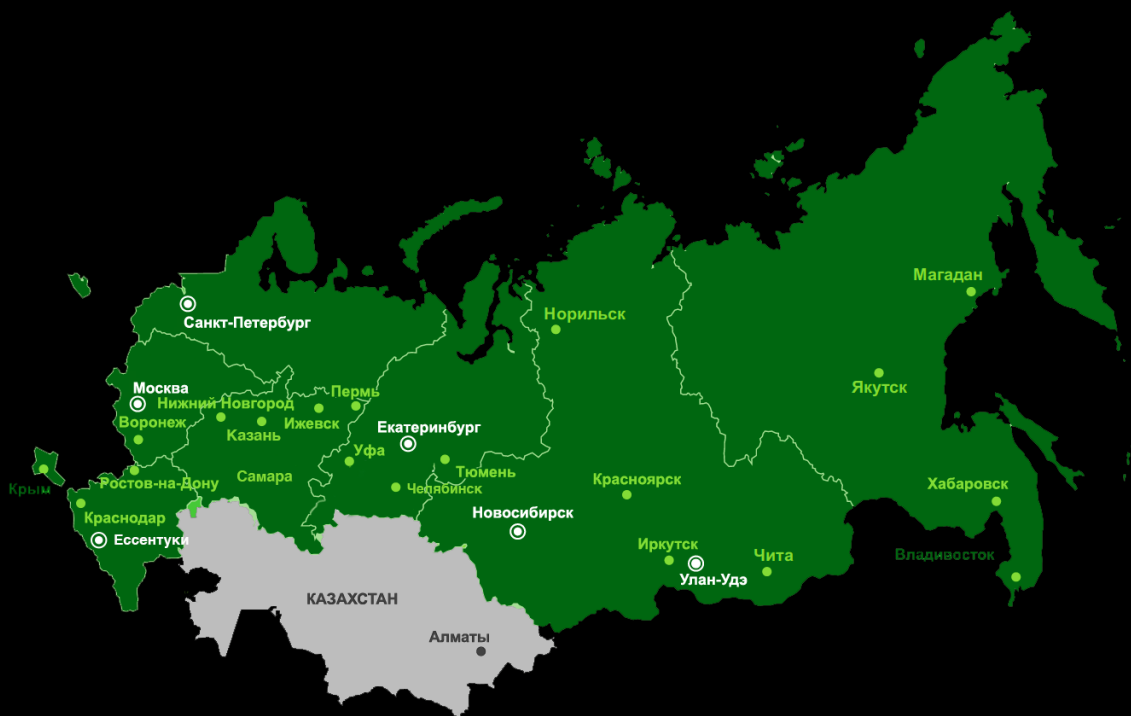 Магадан
Норильск
Санкт-Петербург
Якутск
Москва
Пермь
Нижний Новгород
Воронеж
Ижевск
Казань
Екатеринбург
Уфа
Тюмень
Самара
Красноярск
Ростов-на-Дону
Хабаровск
Крым
Челябинск
Новосибирск
Краснодар
Ессентуки
Иркутск
Чита
Владивосток
Улан-Удэ
КАЗАХСТАН
Алматы